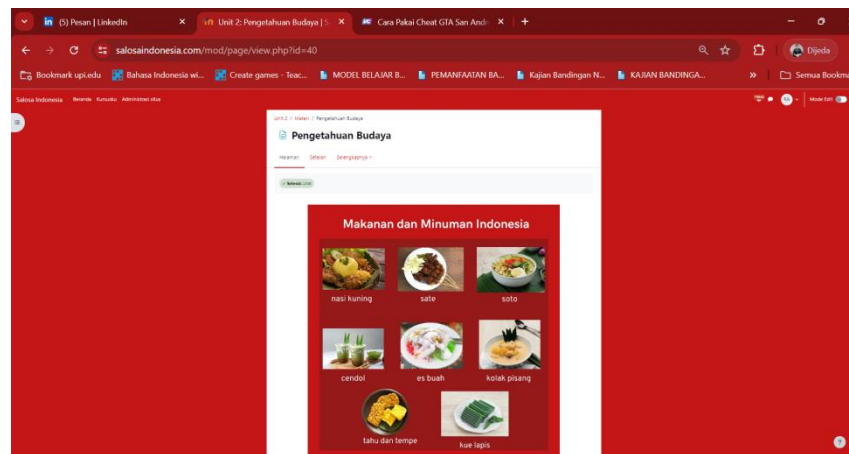 (5) Pesan | LinkedIn
Unit 2: Pengetahuan Budaya | S
Cara Pakai Cheat GTA San Andr
salosaindonesia.com/mod/page/view.php?id=40
Dijeda
Bookmark upi.edu
Bahasa Indonesia wi...
Create games - Teac...
MODEL BELAJAR B...
PEMANFAATAN BA...
Kajian Bandingan N...
KAJIAN BANDINGA...
»
Semua Bookma
Salosa Indonesia
Beranda
Kursusku
Administrasi situs
Mode Edit
Unit 2 / Materi / Pengetahuan Budaya
Pengetahuan Budaya
Halaman
Setelan
Selengkapnya
Makanan dan Minuman Indonesia
nasi kuning
sate
soto
cendol
es buah
kolak pisang
tahu dan tempe
kue lapis
?